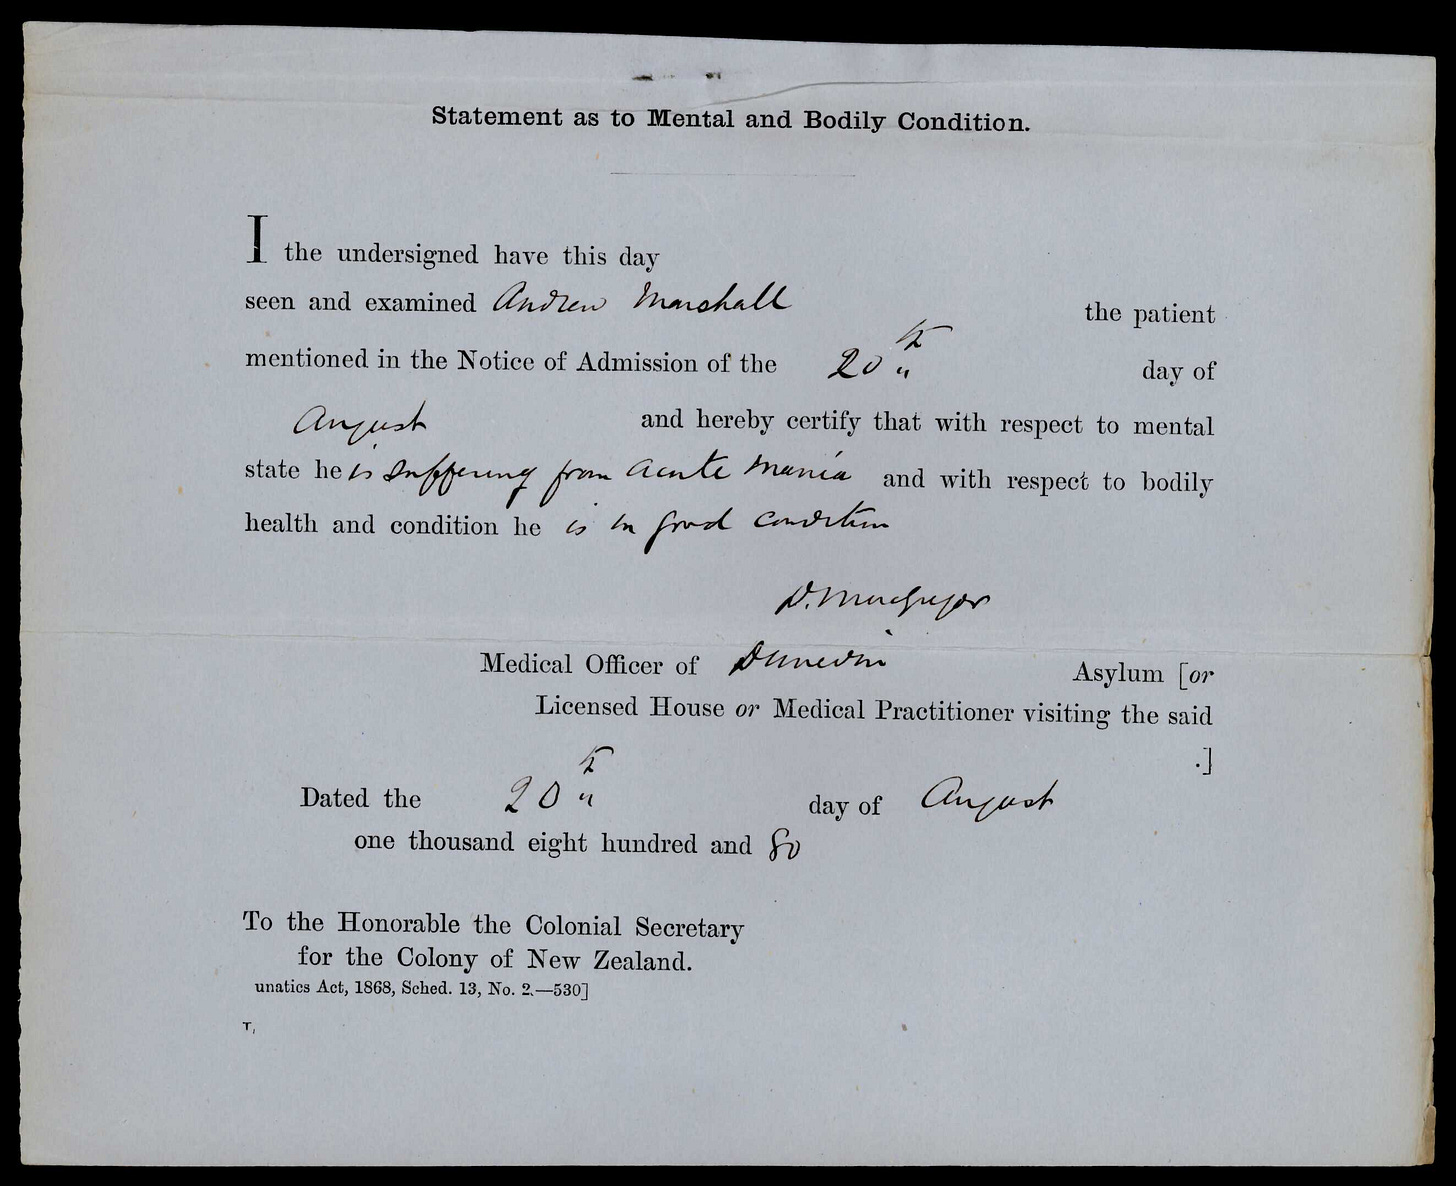 Statement as to Mental and Bodily Condition.
I the undersigned have this day
seen and examined Andrew Marshall the patient
mentioned in the Notice of Admission of the 20th day of
August and hereby certify that with respect to mental
state he is suffering from acute mania and with respect to bodily
health and condition he is in good condition
D. MacGregor
Medical Officer of Dunedin Asylum [or
Licensed House or Medical Practitioner visiting the said
.]
Dated the 20th day of August
one thousand eight hundred and 80
To the Honorable the Colonial Secretary
for the Colony of New Zealand.
unatics Act, 1868, Sched. 13, No. 2.—530]
T,